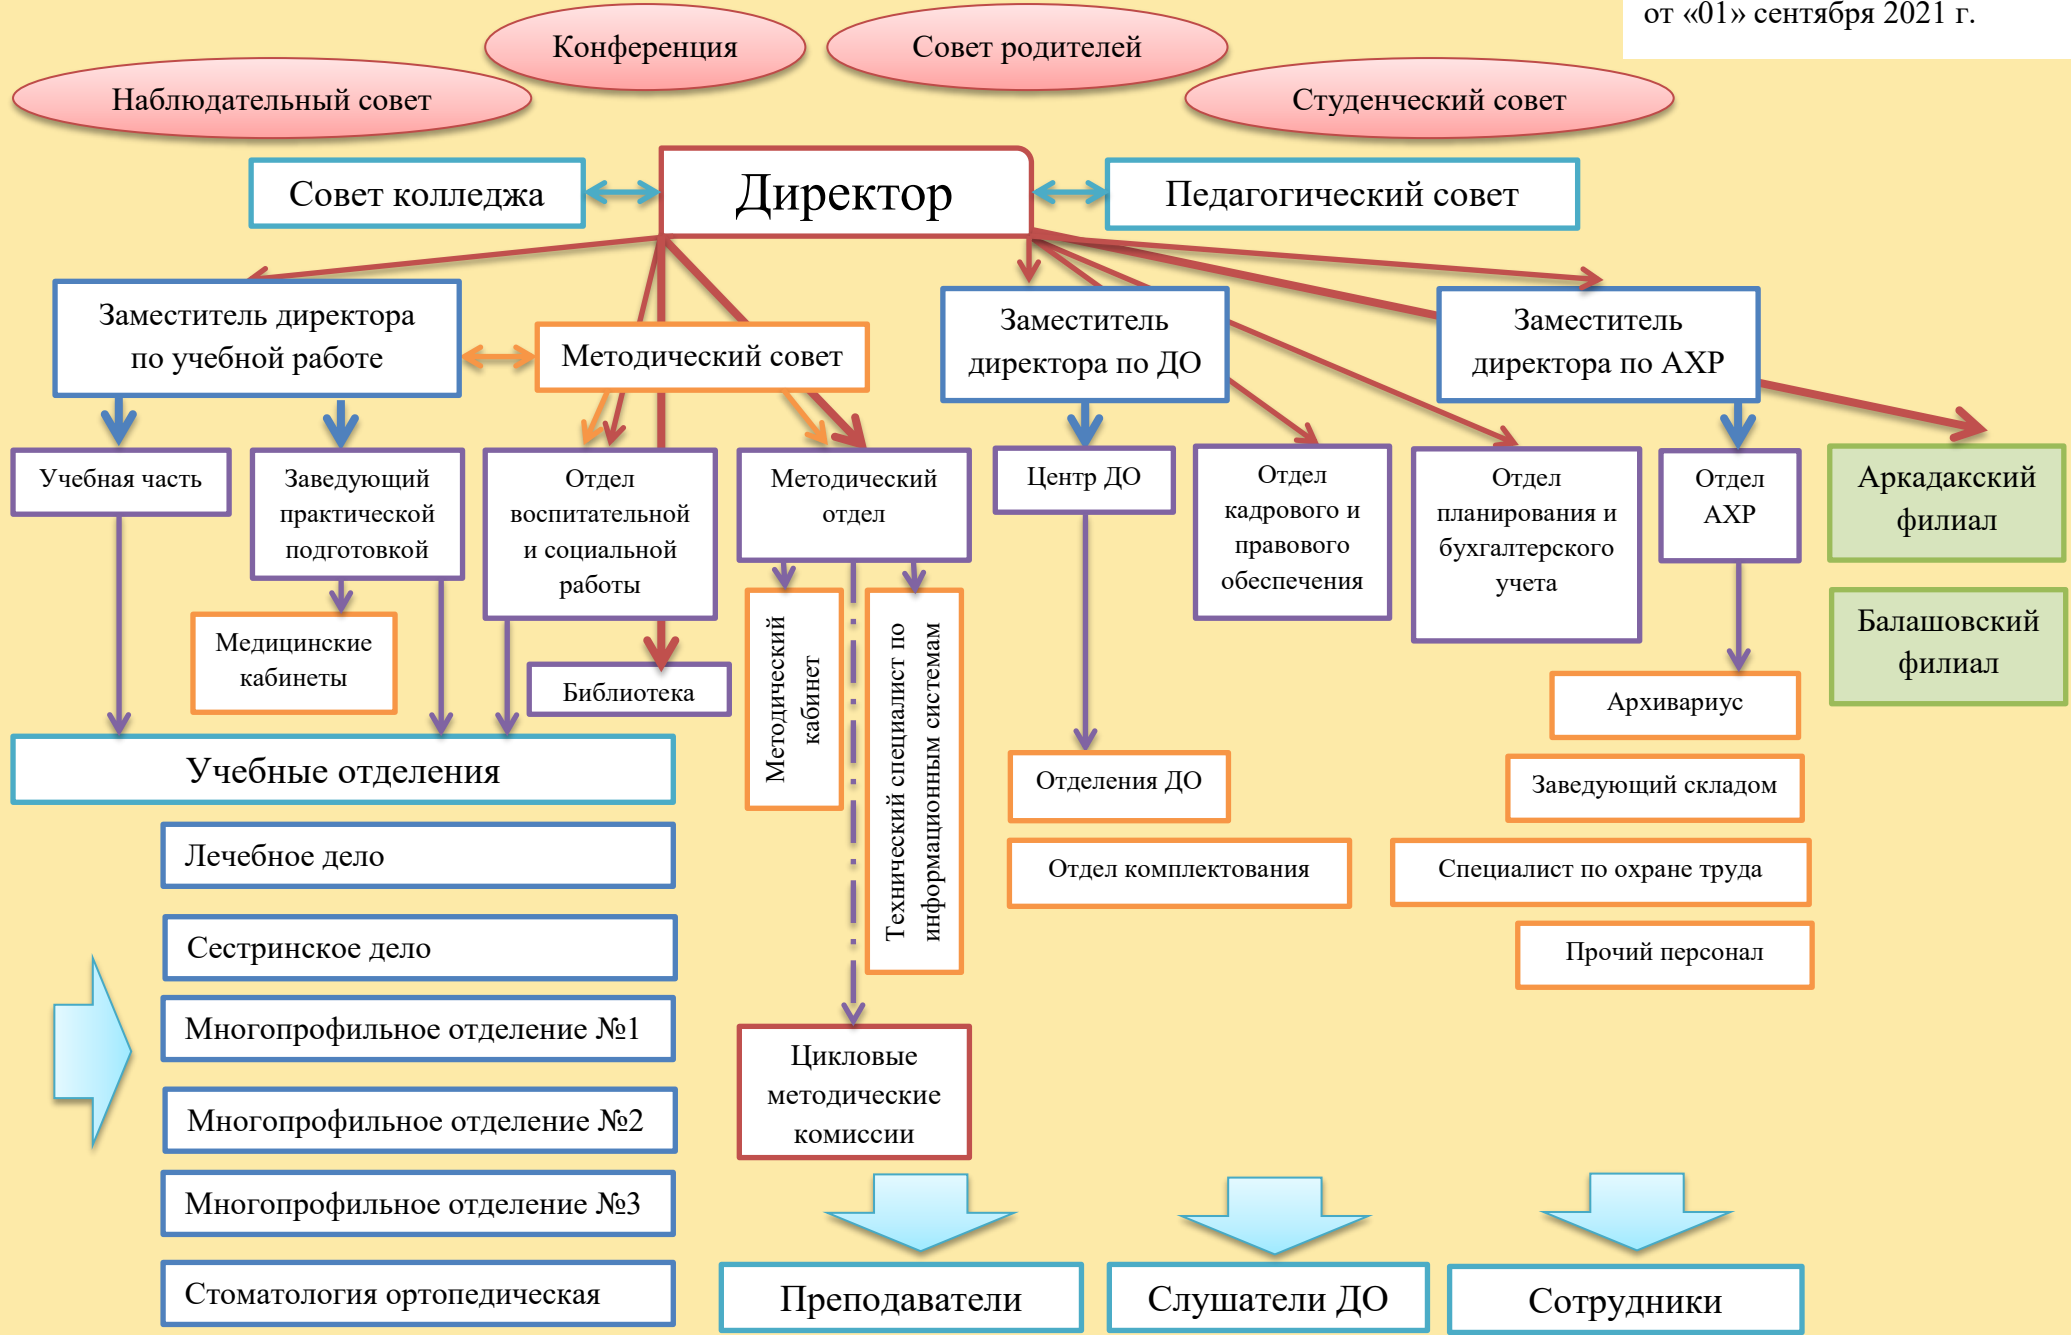 от «01» сентября 2021 г.
Конференция
Совет родителей
Наблюдательный совет
Студенческий совет
Совет колледжа
Директор
Педагогический совет
Заместитель директора
по учебной работе
Методический совет
Заместитель
директора по ДО
Заместитель
директора по АХР
Учебная часть
Заведующий
практической
подготовкой
Отдел
воспитательной
и социальной
работы
Методический
отдел
Центр ДО
Отдел
кадрового и
правового
обеспечения
Отдел
планирования и
бухгалтерского
учета
Отдел
АХР
Аркадакский
филиал
Балашовский
филиал
Медицинские
кабинеты
Библиотека
Методический
кабинет
Технический специалист по
информационным системам
Архивариус
Учебные отделения
Отделения ДО
Заведующий складом
Лечебное дело
Отдел комплектования
Специалист по охране труда
Сестринское дело
Прочий персонал
Многопрофильное отделение №1
Цикловые
методические
комиссии
Многопрофильное отделение №2
Многопрофильное отделение №3
Стоматология ортопедическая
Преподаватели
Слушатели ДО
Сотрудники